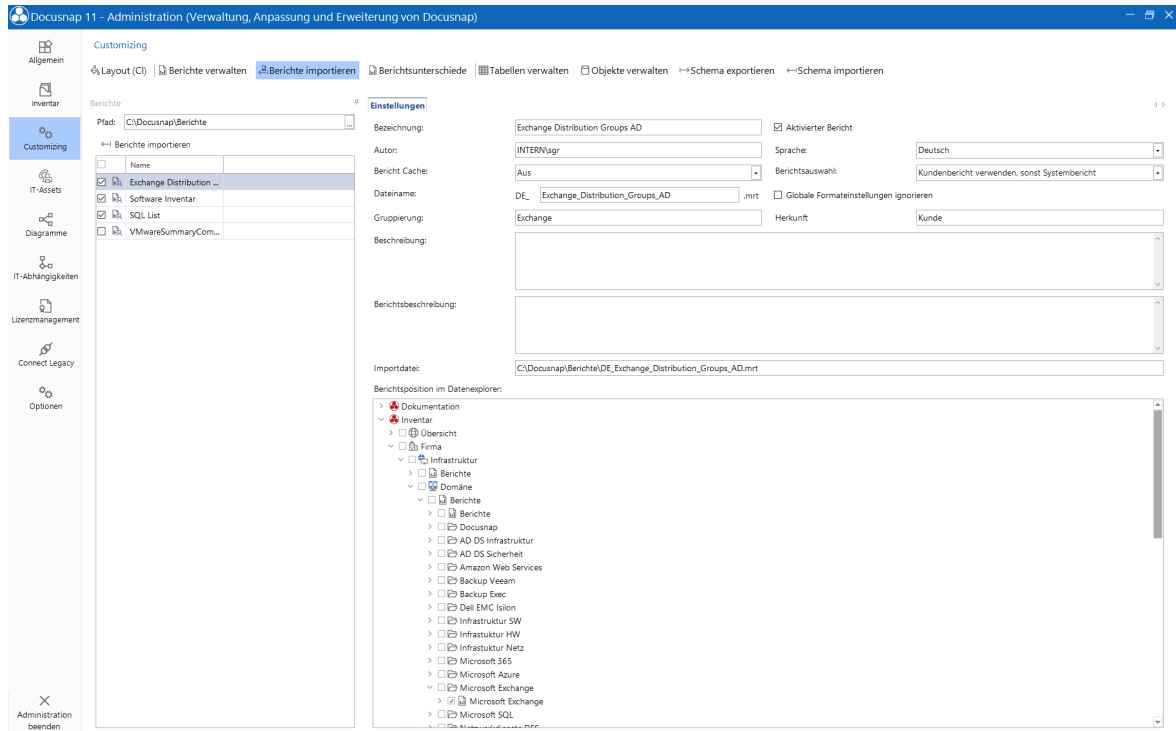 Docusnap 11 - Administration (Verwaltung, Anpassung und Erweiterung von Docusnap)
Allgemein
Inventar
Customizing
IT-Assets
Diagramme
IT-Abhängigkeiten
Lizenzmanagement
Connect Legacy
Optionen
Administration
beenden
Customizing
Layout (CI) Berichte verwalten Berichte importieren Berichtsunterschiede Tabellen verwalten Objekte verwalten Schema exportieren Schema importieren
Berichte
Pfad: C:\Docusnap\Berichte ...
Berichte importieren
Name
Exchange Distribution ...
Software Inventar
SQL List
VMwareSummaryCom...
Einstellungen
Bezeichnung: Exchange Distribution Groups AD Aktivierter Bericht
Autor: INTERN\sgr Sprache: Deutsch
Bericht Cache: Aus Berichtsauswahl: Kundenbericht verwenden, sonst Systembericht
Dateiname: DE_ Exchange_Distribution_Groups_AD .mrt Globale Formateinstellungen ignorieren
Gruppierung: Exchange Herkunft Kunde
Beschreibung:
Berichtsbeschreibung:
Importdatei: C:\Docusnap\Berichte\DE_Exchange_Distribution_Groups_AD.mrt
Berichtsposition im Datenexplorer:
Dokumentation
Inventar
Übersicht
Firma
Infrastruktur
Berichte
Domäne
Berichte
Berichte
Docusnap
AD DS Infrastruktur
AD DS Sicherheit
Amazon Web Services
Backup Veeam
Backup Exec
Dell EMC Isilon
Infrastruktur SW
Infrastuktur HW
Infrastuktur Netz
Microsoft 365
Microsoft Azure
Microsoft Exchange
Microsoft Exchange
Microsoft SQL
Netzwerkdienste DFS